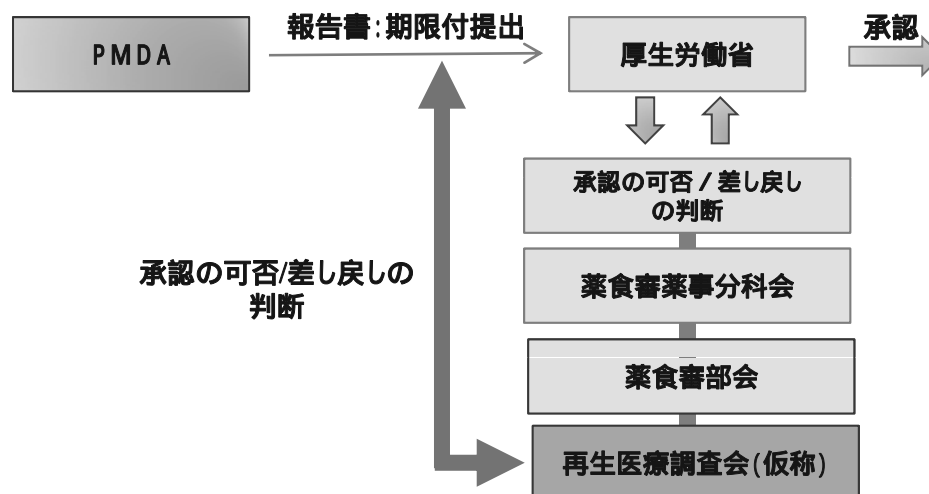 PMDA
報告書:期限付提出
厚生労働省
承認
承認の可否/差し戻し
の判断
承認の可否/差し戻しの
判断
薬食審薬事分科会
薬食審部会
再生医療調査会(仮称)